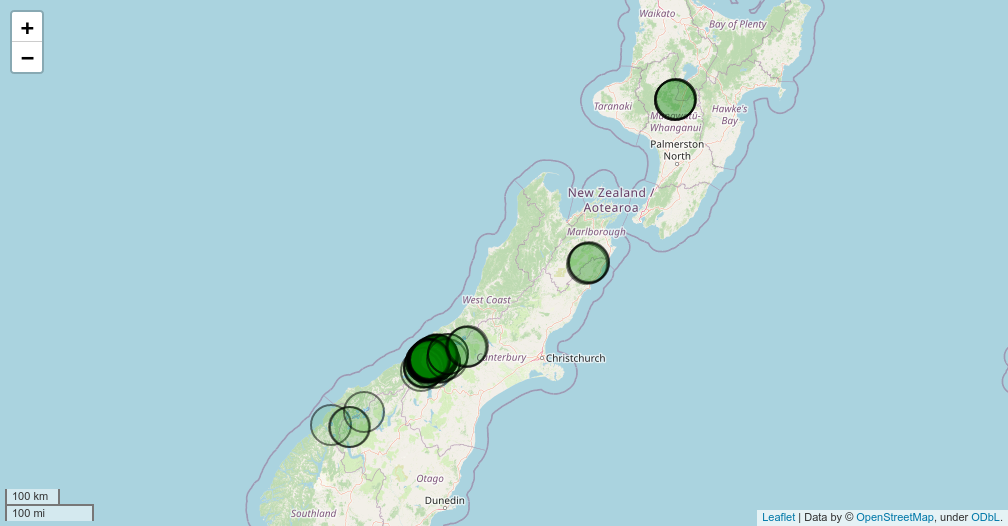 +
−
Waikato
Bay of Plenty
Taranaki
Hawke's
Bay
Whanganui
Palmerston
North
New Zealand /
Aotearoa
Marlborough
West Coast
Canterbury
Christchurch
Otago
Dunedin
Southland
100 km
100 mi
Leaflet | Data by © OpenStreetMap, under ODbL.